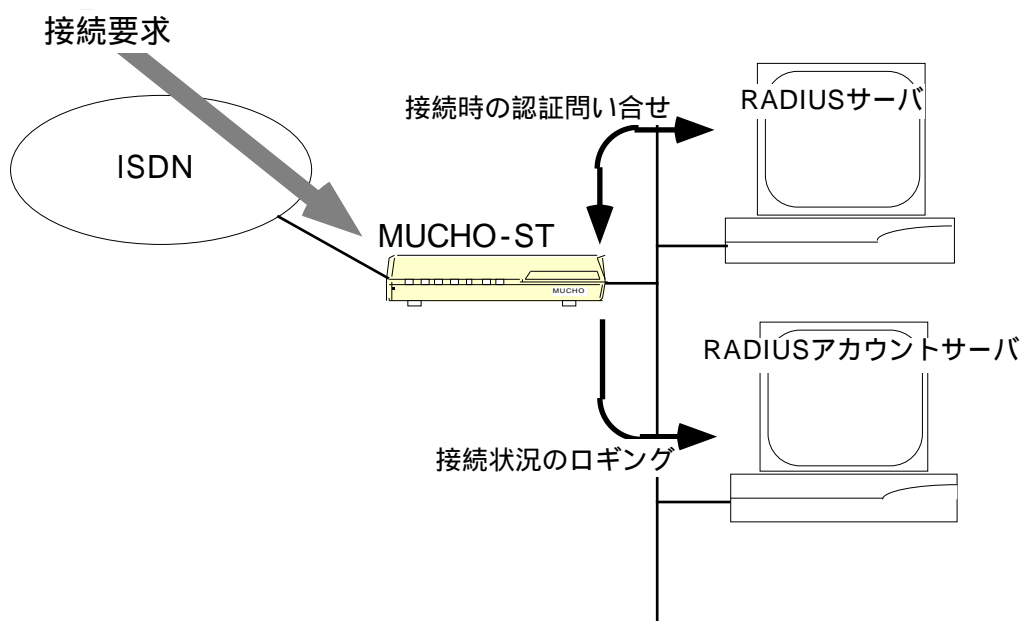 接続要求
接続時の認証問い合せ
RADIUSサーバ
ISDN
MUCHO-ST
MUCHO
RADIUSアカウントサーバ
接続状況のロギング